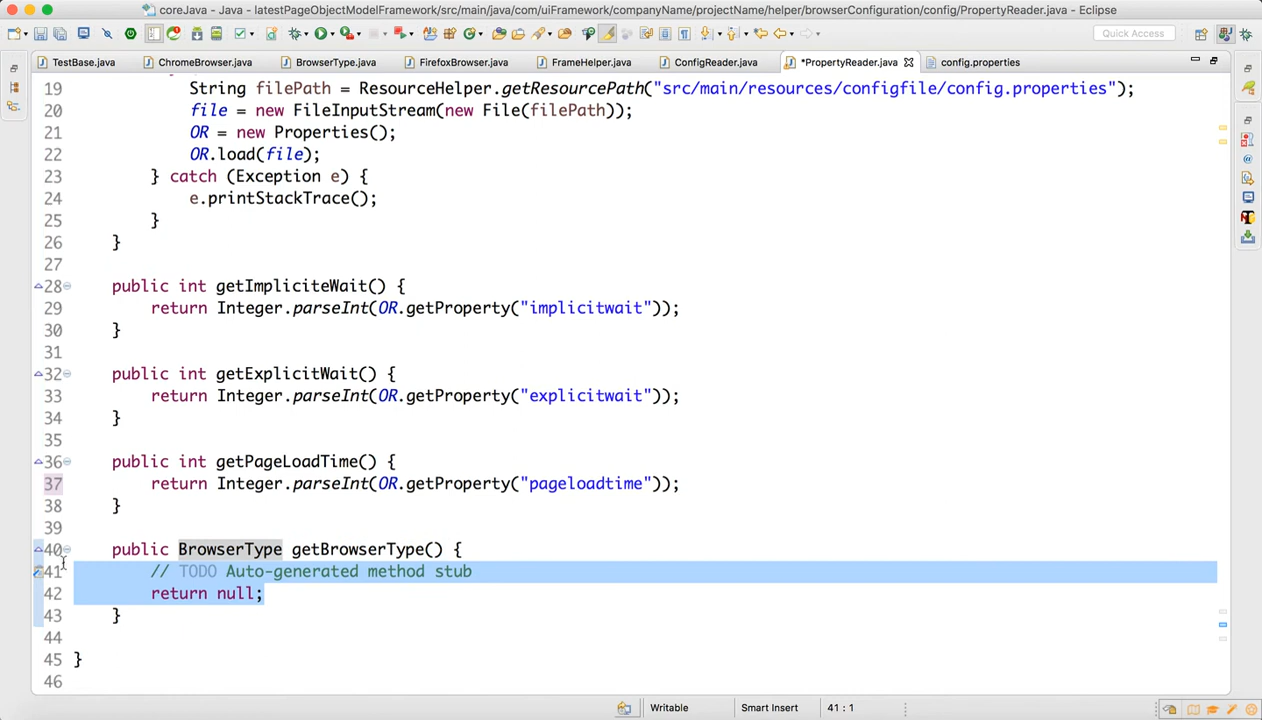 coreJava - Java - latestPageObjectModelFramework/src/main/java/com/uiFramework/companyName/projectName/helper/browserConfiguration/config/PropertyReader.java - Eclipse
Quick Access
TestBase.java ChromeBrowser.java BrowserType.java FirefoxBrowser.java FrameHelper.java ConfigReader.java *PropertyReader.java config.properties
19 String filePath = ResourceHelper.getResourcePath("src/main/resources/configfile/config.properties");
20 file = new FileInputStream(new File(filePath));
21 OR = new Properties();
22 OR.load(file);
23 } catch (Exception e) {
24 e.printStackTrace();
25 }
26 }
27
28 public int getImpliciteWait() {
29 return Integer.parseInt(OR.getProperty("implicitwait"));
30 }
31
32 public int getExplicitWait() {
33 return Integer.parseInt(OR.getProperty("explicitwait"));
34 }
35
36 public int getPageLoadTime() {
37 return Integer.parseInt(OR.getProperty("pageloadtime"));
38 }
39
40 public BrowserType getBrowserType() {
41 // TODO Auto-generated method stub
42 return null;
43 }
44
45 }
46
Writable Smart Insert 41 : 1